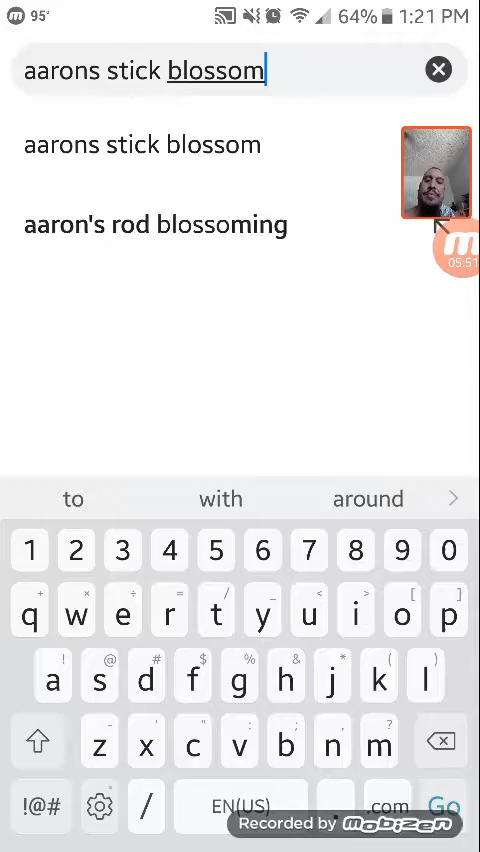 95°
64% 1:21 PM
aarons stick blossom
aarons stick blossom
aaron's rod blossoming
05:51
to with around
1 2 3 4 5 6 7 8 9 0
+ × ÷ = / _ < > [ ]
q w e r t y u i o p
! @ # $ % & * ( )
a s d f g h j k l
- ' " : ; , ?
z x c v b n m
!@# / EN(US) . .com Go
Recorded by mobizen